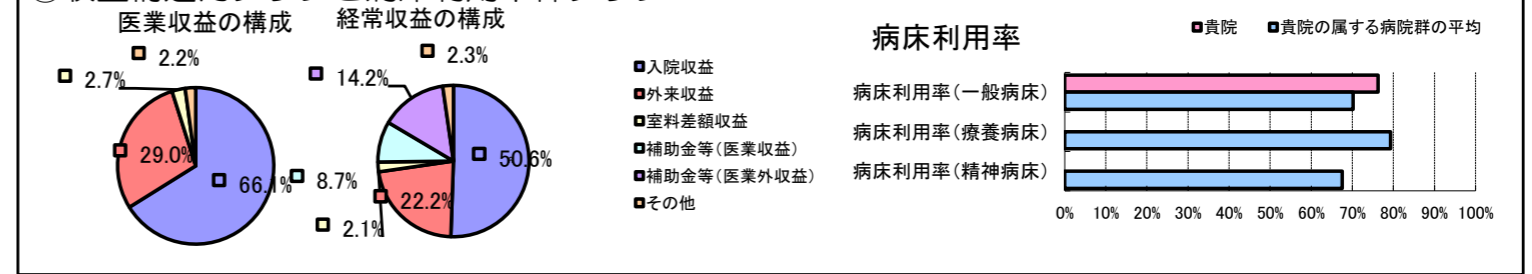 医業収益の構成
2.2%
2.7%
29.0%
66.1%
経常収益の構成
2.3%
14.2%
50.6%
8.7%
22.2%
2.1%
■入院収益
■外来収益
■室料差額収益
■補助金等(医業収益)
■補助金等(医業外収益)
■その他
病床利用率
■貴院 ■貴院の属する病院群の平均
病床利用率(一般病床)
病床利用率(療養病床)
病床利用率(精神病床)
0% 10% 20% 30% 40% 50% 60% 70% 80% 90% 100%